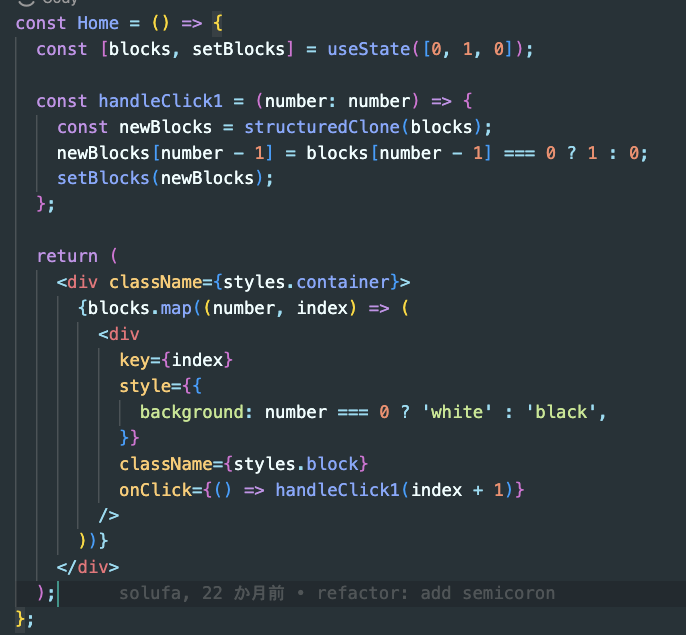 const Home = () => {
  const [blocks, setBlocks] = useState([0, 1, 0]);

  const handleClick1 = (number: number) => {
    const newBlocks = structuredClone(blocks);
    newBlocks[number - 1] = blocks[number - 1] === 0 ? 1 : 0;
    setBlocks(newBlocks);
  };

  return (
    <div className={styles.container}>
      {blocks.map((number, index) => (
        <div
          key={index}
          style={{
            background: number === 0 ? 'white' : 'black',
          }}
          className={styles.block}
          onClick={() => handleClick1(index + 1)}
        />
      ))}
    </div>
  );      solufa, 22 か月前 • refactor: add semicoron
};